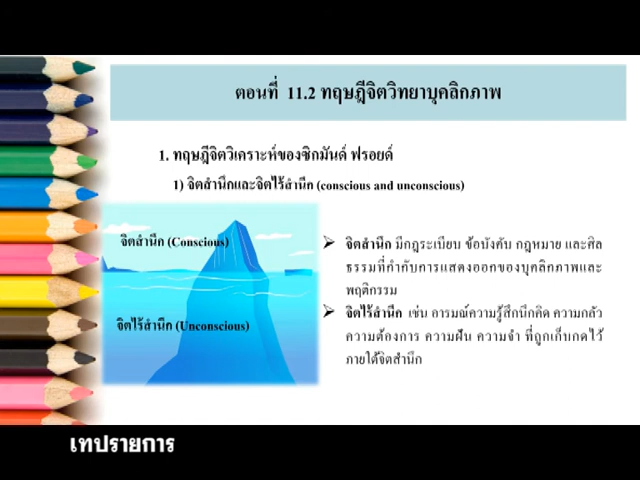 ตอนที่ 11.2 ทฤษฎีจิตวิทยาบุคลิกภาพ
1. ทฤษฎีจิตวิเคราะห์ของซิกมันด์ ฟรอยด์
1) จิตสำนึกและจิตไร้สำนึก (conscious and unconscious)
จิตสำนึก (Conscious)
จิตไร้สำนึก (Unconscious)
➢ จิตสำนึก มีกฎระเบียบ ข้อบังคับ กฎหมาย และศิล
ธรรมที่กำกับการแสดงออกของบุคลิกภาพและ
พฤติกรรม
➢ จิตไร้สำนึก เช่น อารมณ์ความรู้สึกนึกคิด ความกลัว
ความต้องการ ความฝัน ความจำ ที่ถูกเก็บกดไว้
ภายใต้จิตสำนึก
เทปรายการ